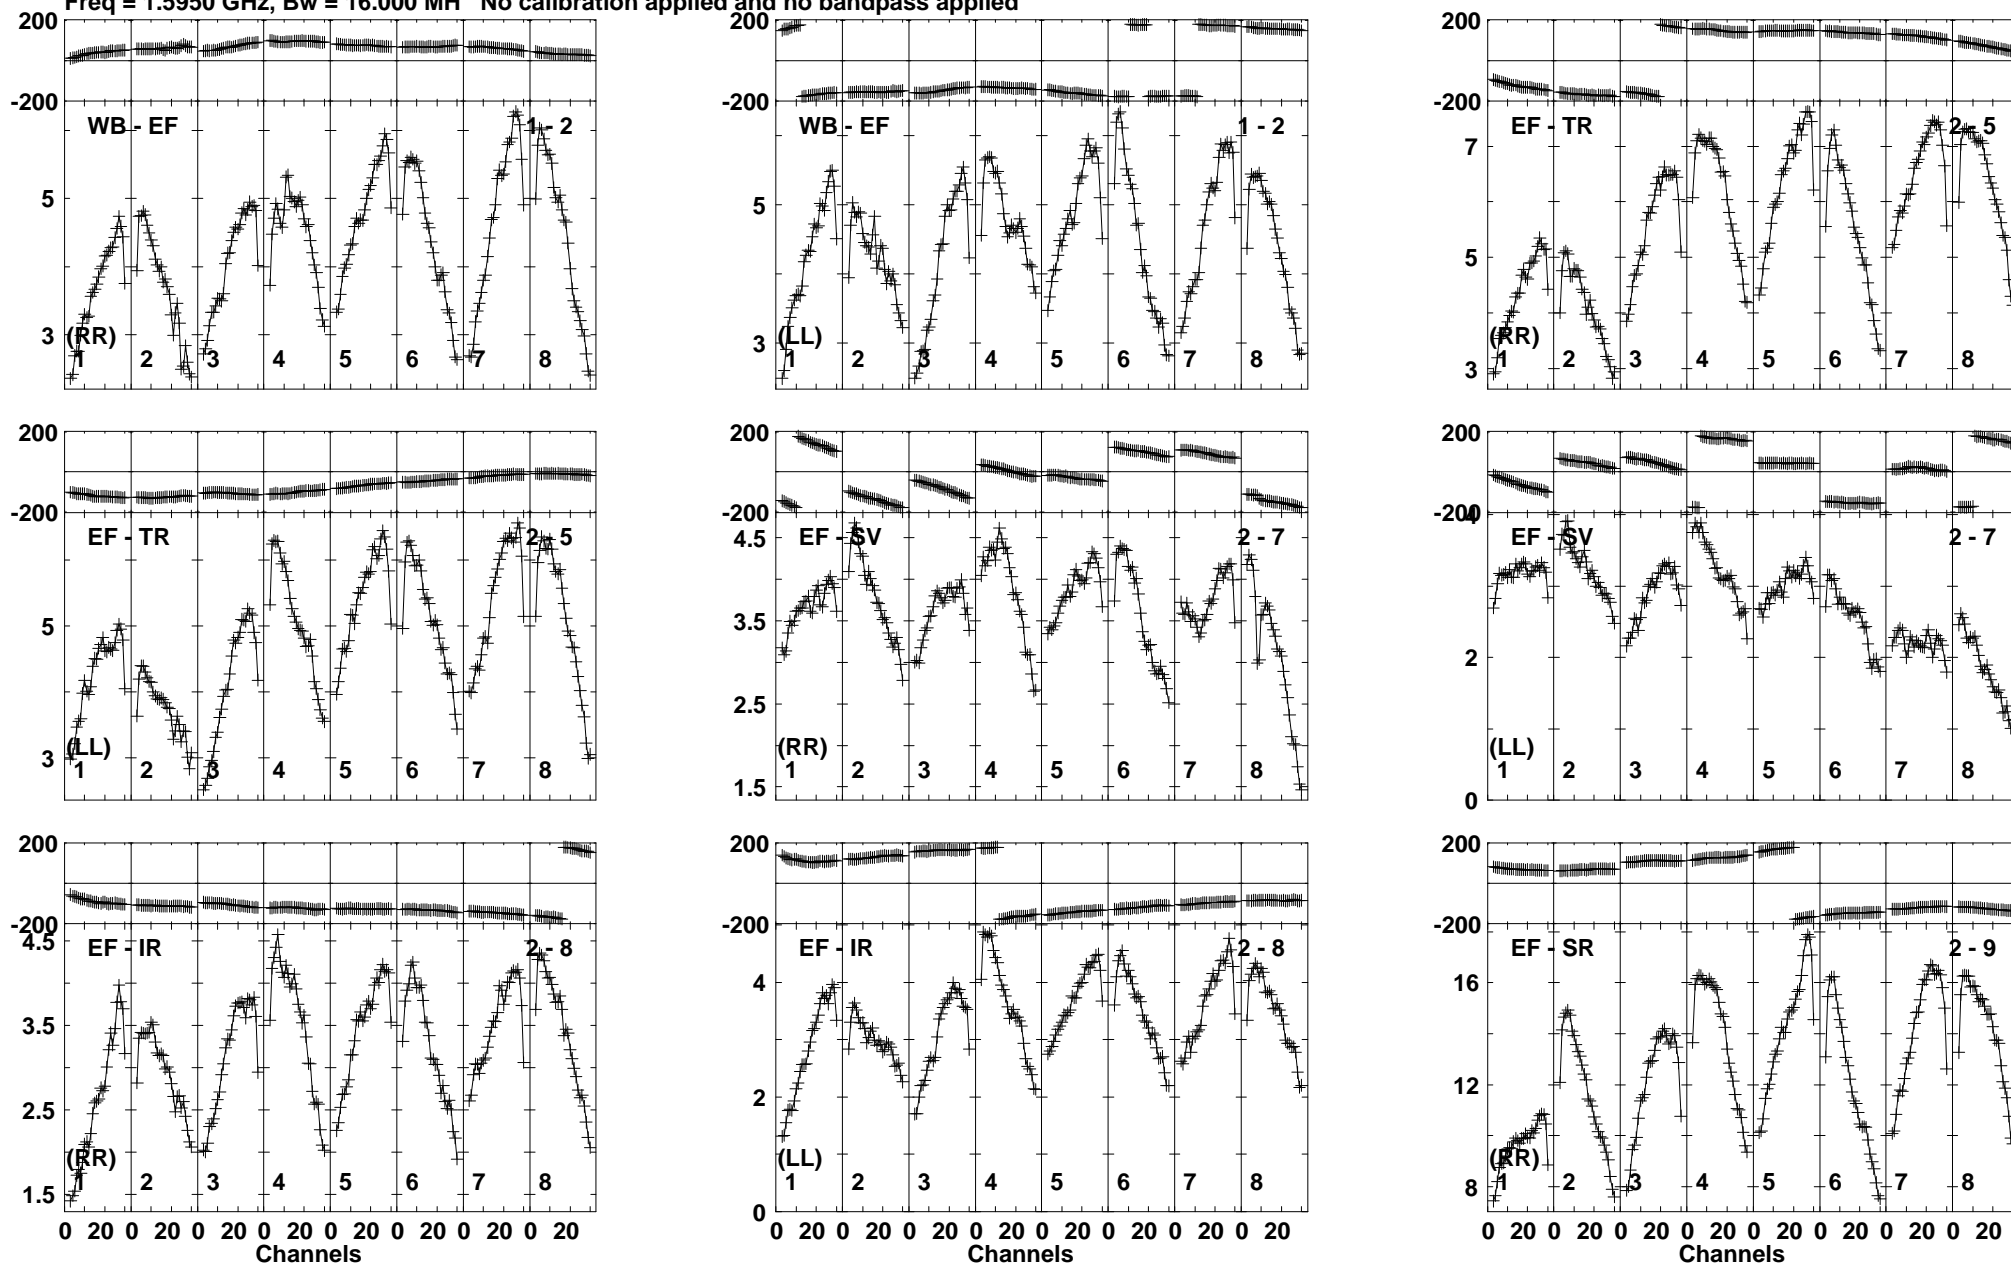 Freq = 1.5950 GHz, Bw = 16.000 MH No calibration applied and no bandpass applied
200
-200
WB - EF
1 - 2
5
3
(RR)
1 2 3 4 5 6 7 8
200
-200
WB - EF
1 - 2
5
3
(LL)
1 2 3 4 5 6 7 8
200
-200
EF - TR
2 - 5
7
5
3
(RR)
1 2 3 4 5 6 7 8
200
-200
EF - TR
2 - 5
5
3
(LL)
1 2 3 4 5 6 7 8
200
-200
EF - SV
2 - 7
4.5
3.5
2.5
1.5
(RR)
1 2 3 4 5 6 7 8
200
-200
4
EF - SV
2 - 7
2
0
(LL)
1 2 3 4 5 6 7 8
200
-200
4.5
EF - IR
2 - 8
3.5
2.5
1.5
(RR)
1 2 3 4 5 6 7 8
0 20 0 20 0 20 0 20 0 20 0 20 0 20 0 20
Channels
200
-200
EF - IR
2 - 8
4
2
0
(LL)
1 2 3 4 5 6 7 8
0 20 0 20 0 20 0 20 0 20 0 20 0 20 0 20
Channels
200
-200
EF - SR
2 - 9
16
12
8
(RR)
1 2 3 4 5 6 7 8
0 20 0 20 0 20 0 20 0 20 0 20 0 20 0 20
Channels